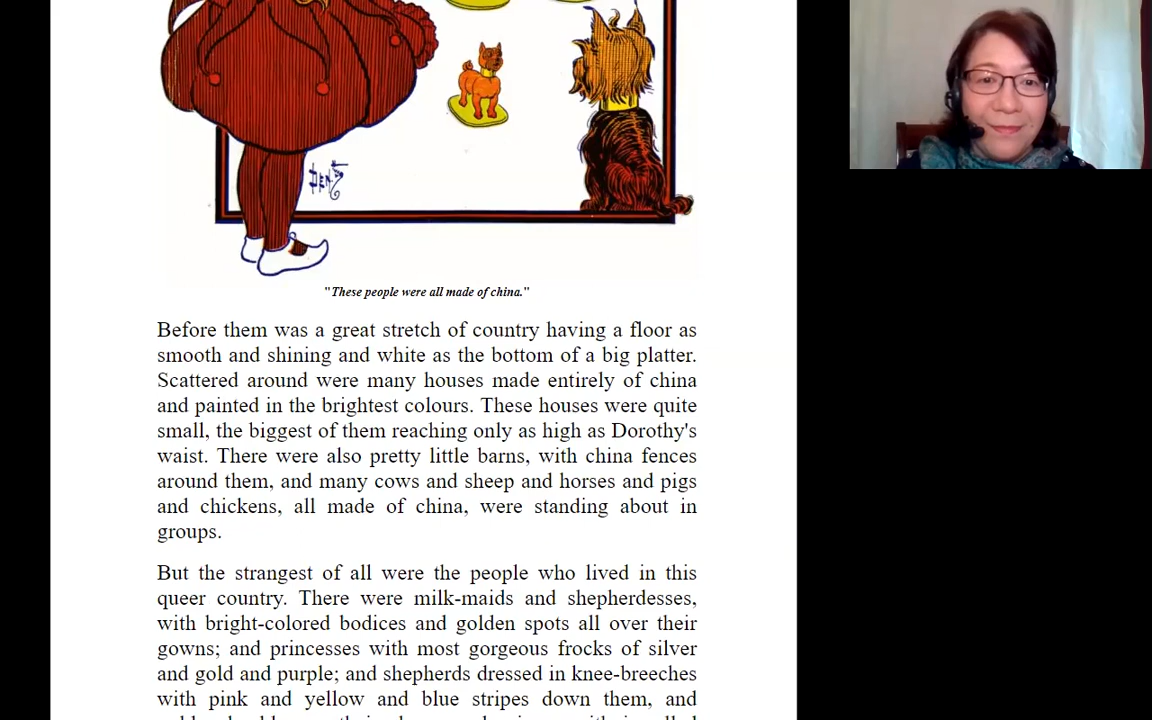 DEN
"These people were all made of china."
Before them was a great stretch of country having a floor as
smooth and shining and white as the bottom of a big platter.
Scattered around were many houses made entirely of china
and painted in the brightest colours. These houses were quite
small, the biggest of them reaching only as high as Dorothy's
waist. There were also pretty little barns, with china fences
around them, and many cows and sheep and horses and pigs
and chickens, all made of china, were standing about in
groups.
But the strangest of all were the people who lived in this
queer country. There were milk-maids and shepherdesses,
with bright-colored bodices and golden spots all over their
gowns; and princesses with most gorgeous frocks of silver
and gold and purple; and shepherds dressed in knee-breeches
with pink and yellow and blue stripes down them, and